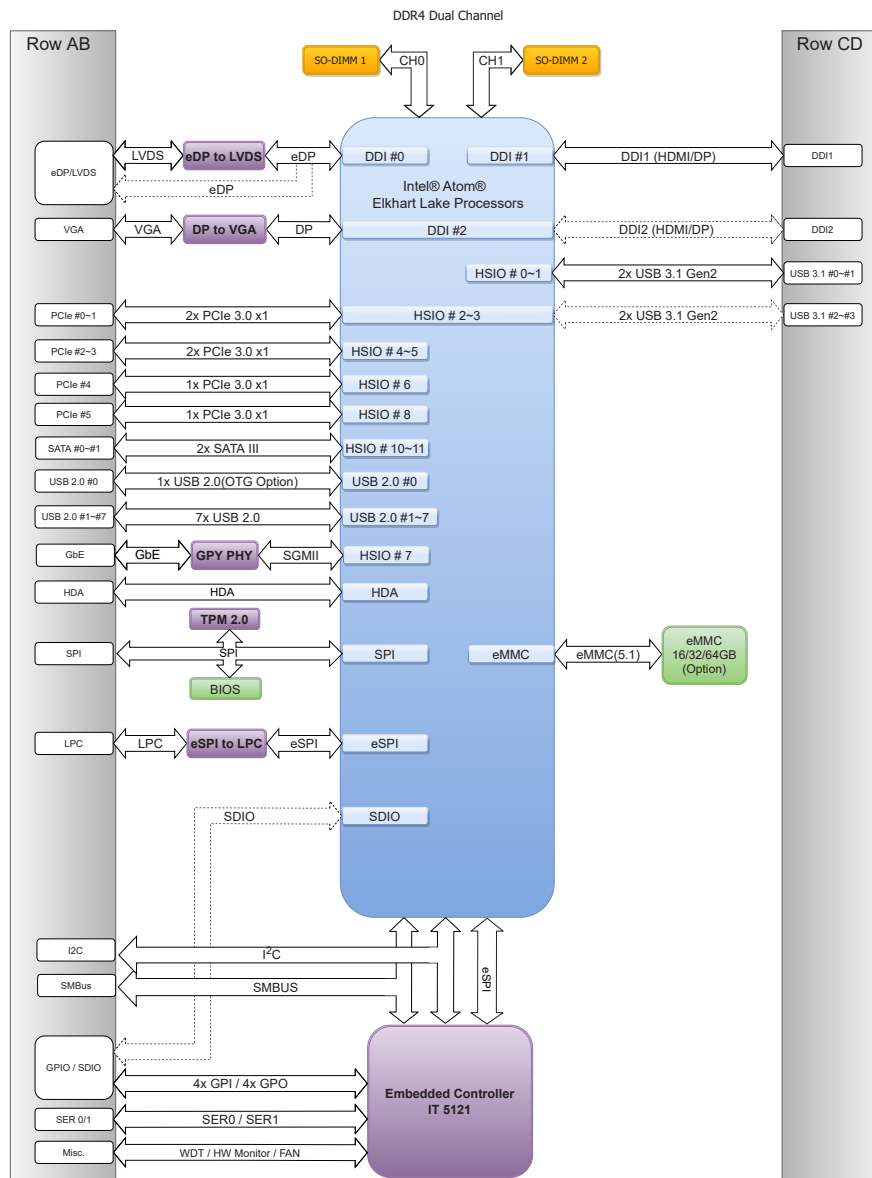 DDR4 Dual Channel
Row AB
Row CD
SO-DIMM 1
CH0
CH1
SO-DIMM 2
eDP/LVDS
LVDS
eDP to LVDS
eDP
DDI #0
DDI #1
DDI1 (HDMI/DP)
DDI1
eDP
Intel® Atom®
Elkhart Lake Processors
VGA
VGA
DP to VGA
DP
DDI #2
DDI2 (HDMI/DP)
DDI2
HSIO # 0~1
2x USB 3.1 Gen2
USB 3.1 #0~#1
PCIe #0~1
2x PCIe 3.0 x1
HSIO # 2~3
2x USB 3.1 Gen2
USB 3.1 #2~#3
PCIe #2~3
2x PCIe 3.0 x1
HSIO # 4~5
PCIe #4
1x PCIe 3.0 x1
HSIO # 6
PCIe #5
1x PCIe 3.0 x1
HSIO # 8
SATA #0~#1
2x SATA III
HSIO # 10~11
USB 2.0 #0
1x USB 2.0(OTG Option)
USB 2.0 #0
USB 2.0 #1~#7
7x USB 2.0
USB 2.0 #1~7
GbE
GbE
GPY PHY
SGMII
HSIO # 7
HDA
HDA
HDA
TPM 2.0
SPI
SPI
SPI
BIOS
eMMC
eMMC(5.1)
eMMC
16/32/64GB
(Option)
LPC
LPC
eSPI to LPC
eSPI
eSPI
SDIO
SDIO
I2C
I²C
SMBus
SMBUS
eSPI
GPIO / SDIO
4x GPI / 4x GPO
Embedded Controller
IT 5121
SER 0/1
SER0 / SER1
Misc.
WDT / HW Monitor / FAN